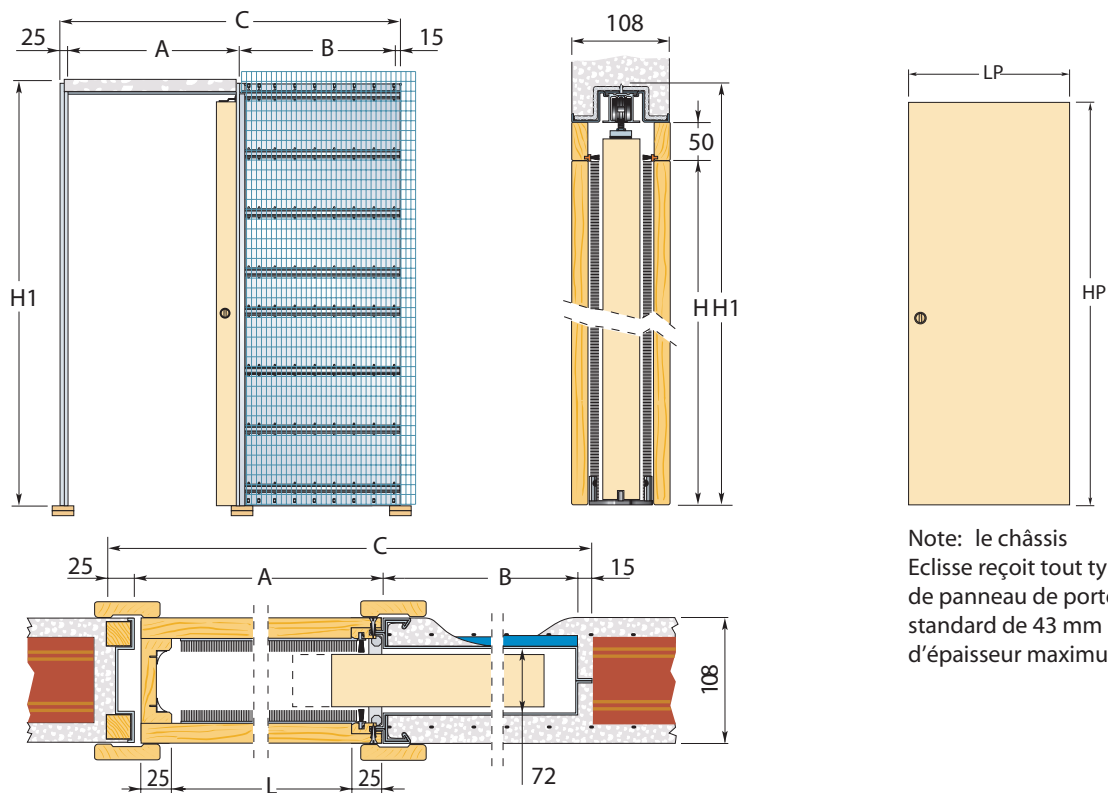 C
25 A B 15
H1
108
50
H H1
LP
HP
Note: le châssis
Eclisse reçoit tout ty
de panneau de porte
standard de 43 mm
d'épaisseur maximu
C
25 A B 15
108
25 L 25 72